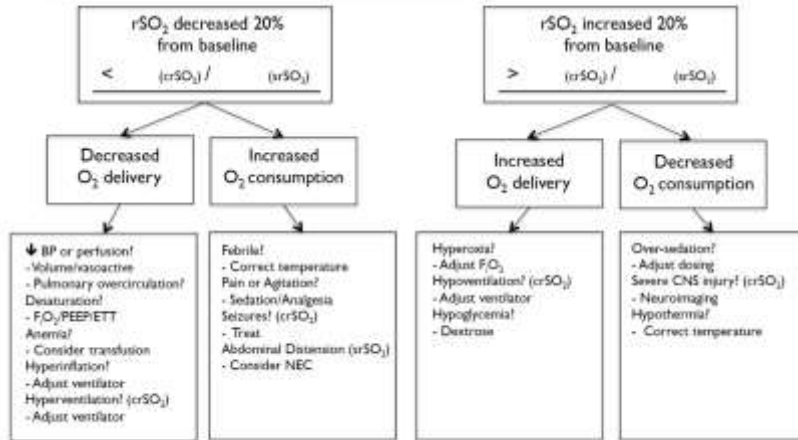 rSO₂ decreased 20%
from baseline
< (crSO₂) / (srSO₂)
rSO₂ increased 20%
from baseline
> (crSO₂) / (srSO₂)
Decreased
O₂ delivery
Increased
O₂ consumption
Increased
O₂ delivery
Decreased
O₂ consumption
↓ BP or perfusion?
- Volume/vasoactive
- Pulmonary overcirculation?
Desaturation?
- FᵢO₂/PEEP/ETT
Anemia?
- Consider transfusion
Hyperinflation?
- Adjust ventilator
Hyperventilation? (crSO₂)
- Adjust ventilator
Febrile?
- Correct temperature
Pain or Agitation?
- Sedation/Analgesia
Seizures? (crSO₂)
- Treat
Abdominal Distension (srSO₂)
- Consider NEC
Hyperoxia?
- Adjust FᵢO₂
Hypoventilation? (crSO₂)
- Adjust ventilator
Hypoglycemia?
- Dextrose
Over-sedation?
- Adjust dosing
Severe CNS injury? (crSO₂)
- Neuroimaging
Hypothermia?
- Correct temperature